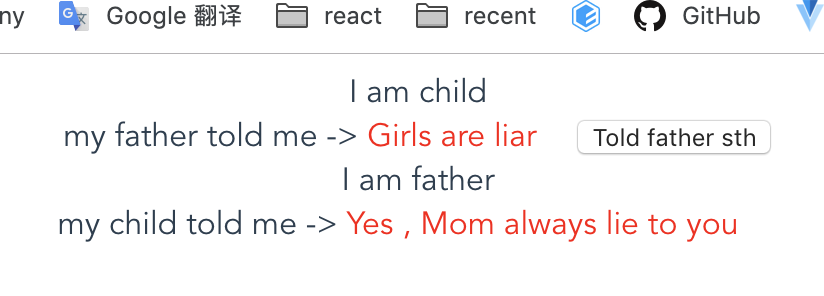 ny Google 翻译 react recent GitHub
I am child
my father told me -> Girls are liar Told father sth
I am father
my child told me -> Yes , Mom always lie to you